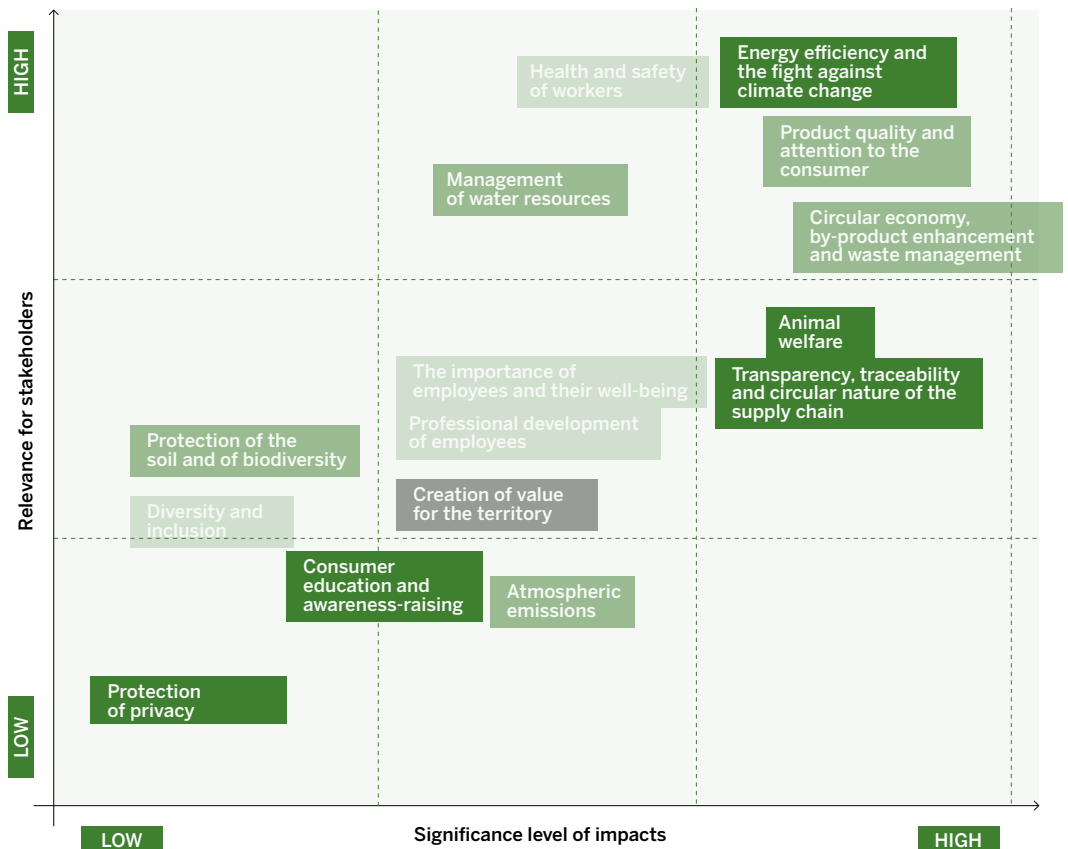 HIGH
Energy efficiency and
the fight against
climate change
Health and safety
of workers
Product quality and
attention to the
consumer
Management
of water resources
Circular economy,
by-product enhancement
and waste management
Relevance for stakeholders
Animal
welfare
The importance of
employees and their well-being
Transparency, traceability
and circular nature of the
supply chain
Professional development
of employees
Protection of the
soil and of biodiversity
Creation of value
for the territory
Diversity and
inclusion
Consumer
education and
awareness-raising
Atmospheric
emissions
Protection
of privacy
LOW
LOW
Significance level of impacts
HIGH